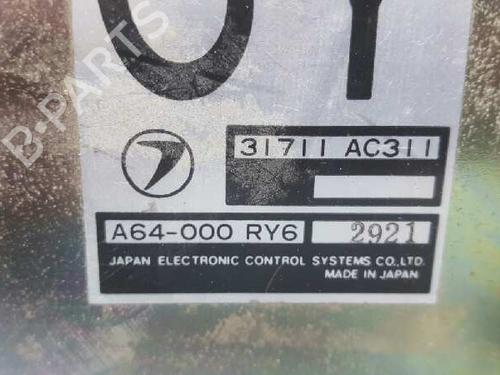 31711 AC311
A64-000 RY6 2921
JAPAN ELECTRONIC CONTROL SYSTEMS CO.,LTD.
MADE IN JAPAN
B-PARTS